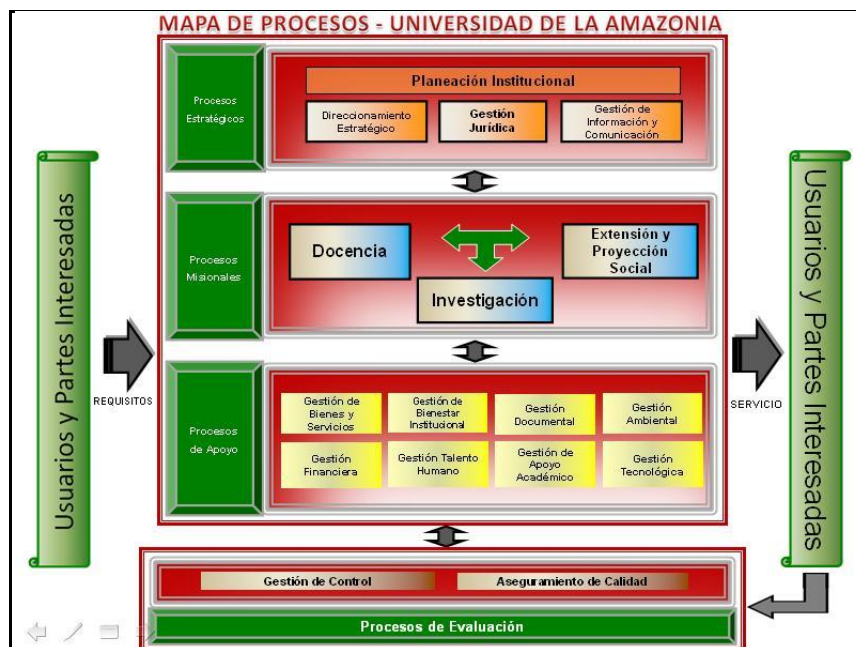 MAPA DE PROCESOS - UNIVERSIDAD DE LA AMAZONIA
Usuarios y Partes Interesadas
REQUISITOS
Procesos
Estratégicos
Planeación Institucional
Direccionamiento
Estratégico
Gestión
Jurídica
Gestión de
Información y
Comunicación
Procesos
Misionales
Docencia
Extensión y
Proyección
Social
Investigación
Procesos
de Apoyo
Gestión de
Bienes y
Servicios
Gestión de
Bienestar
Institucional
Gestión
Documental
Gestión
Ambiental
Gestión
Financiera
Gestión Talento
Humano
Gestión de
Apoyo
Académico
Gestión
Tecnológica
SERVICIO
Usuarios y Partes Interesadas
Gestión de Control
Aseguramiento de Calidad
Procesos de Evaluación